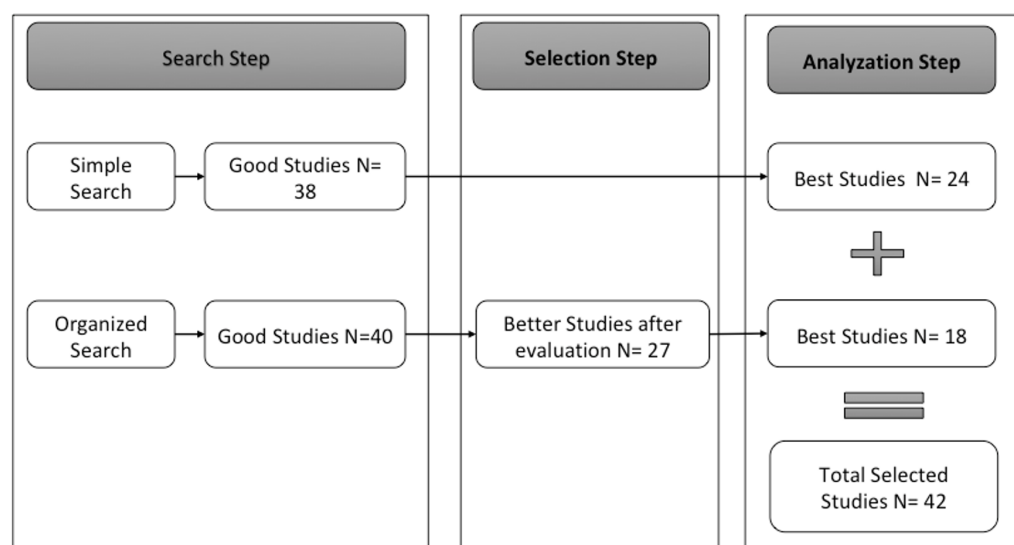 Search Step
Selection Step
Analyzation Step
Simple
Search
Good Studies N=
38
Best Studies N= 24
Organized
Search
Good Studies N=40
Better Studies after
evaluation N= 27
Best Studies N= 18
Total Selected
Studies N= 42